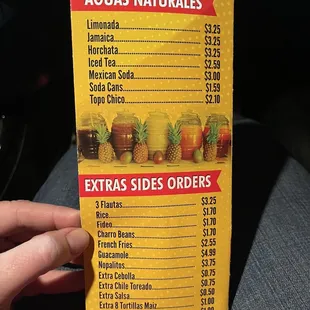 AGUAS NATURALES
Limonada $3.25
Jamaica $3.25
Horchata $3.25
Iced Tea $2.59
Mexican Soda $3.00
Soda Cans $1.59
Topo Chico $2.10
EXTRAS SIDES ORDERS
3 Flautas $3.25
Rice $1.70
Fideo $1.70
Charro Beans $1.70
French Fries $2.55
Guacamole $4.99
Nopalitos $3.75
Extra Cebolla $0.75
Extra Chile Toreado $0.75
Extra Salsa $0.50
Extra 8 Tortillas Maiz $1.00